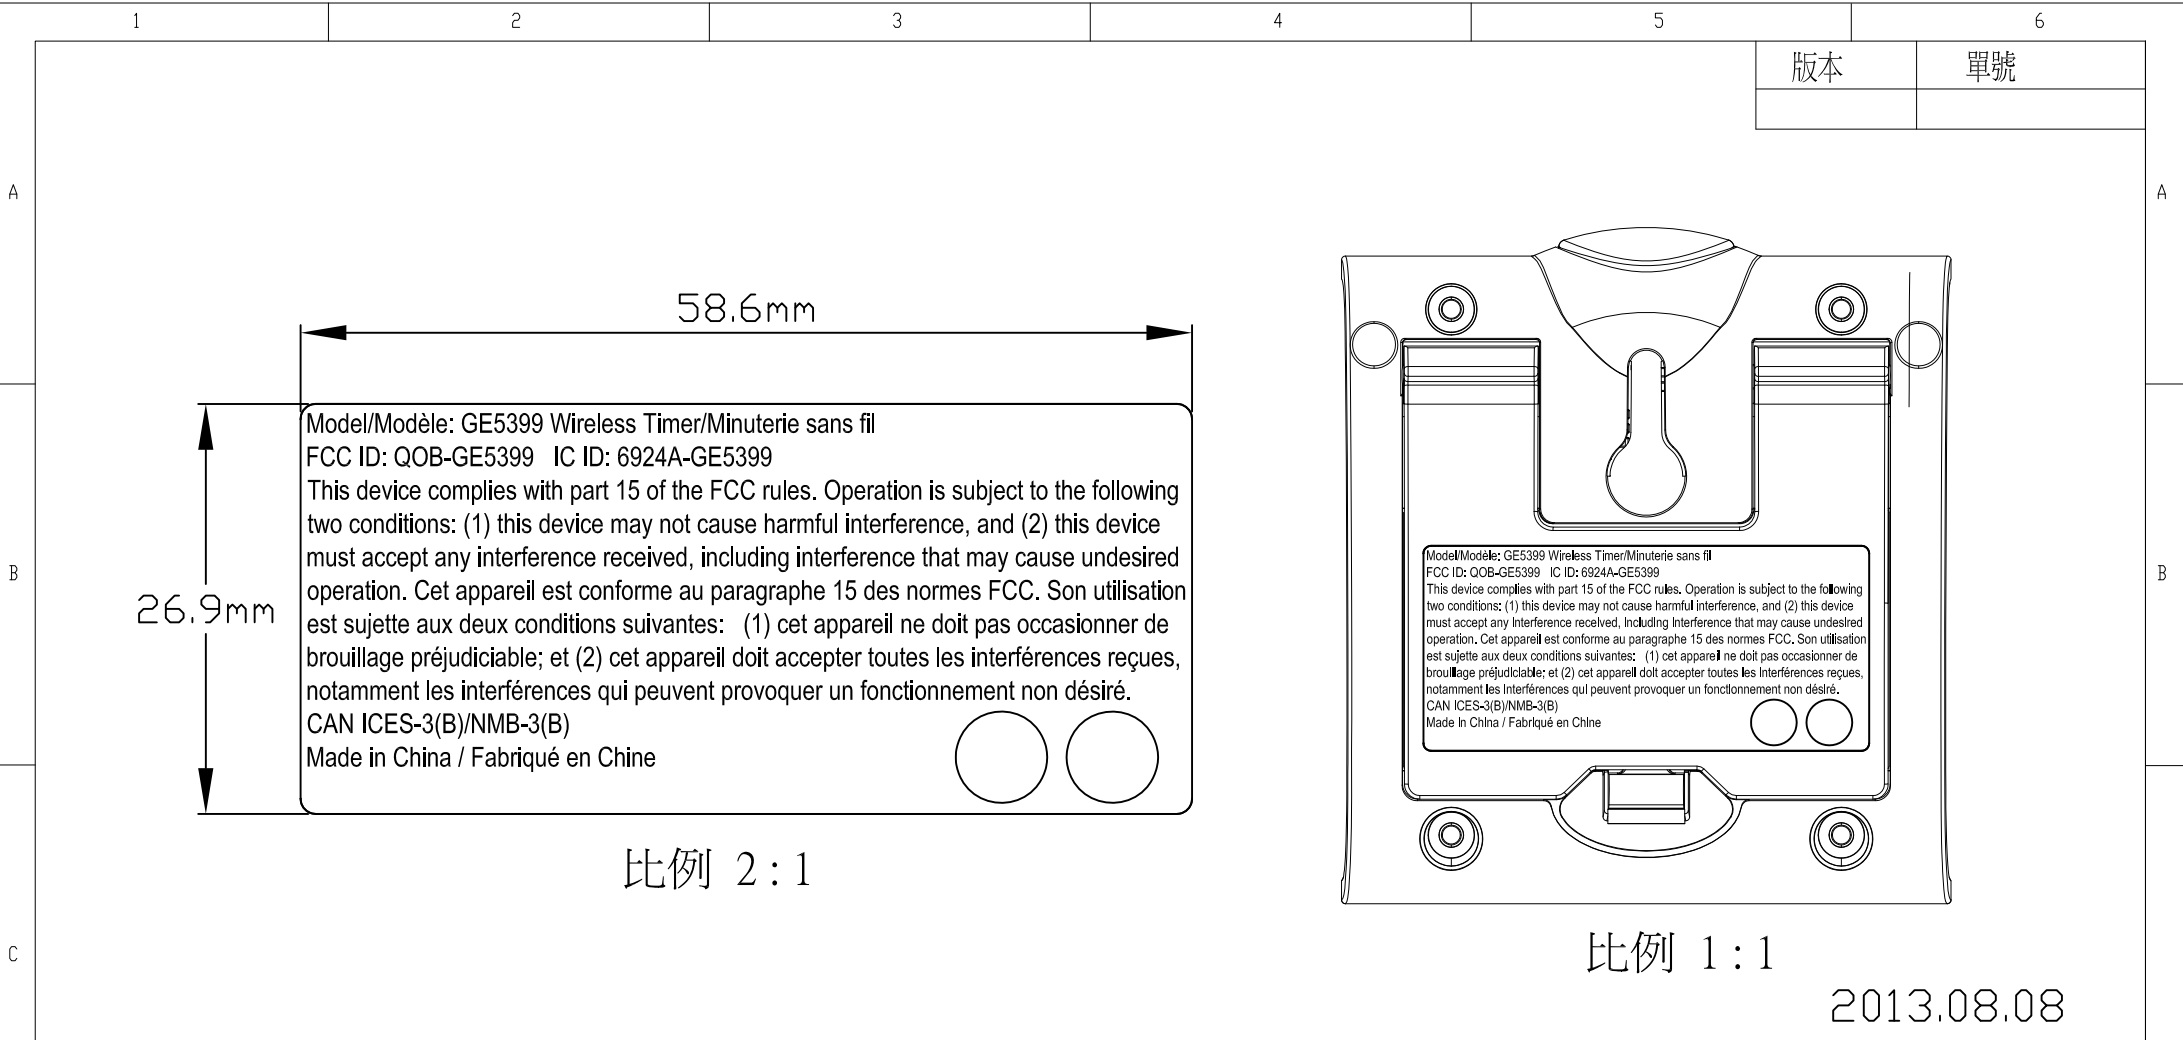 1 2 3 4 5 6
版本 單號
A A
58.6mm
Model/Modèle: GE5399 Wireless Timer/Minuterie sans fil
FCC ID: QOB-GE5399 IC ID: 6924A-GE5399
This device complies with part 15 of the FCC rules. Operation is subject to the following
two conditions: (1) this device may not cause harmful interference, and (2) this device
must accept any interference received, including interference that may cause undesired
operation. Cet appareil est conforme au paragraphe 15 des normes FCC. Son utilisation
est sujette aux deux conditions suivantes: (1) cet appareil ne doit pas occasionner de
brouillage préjudiciable; et (2) cet appareil doit accepter toutes les interférences reçues,
notamment les interférences qui peuvent provoquer un fonctionnement non désiré.
CAN ICES-3(B)/NMB-3(B)
Made in China / Fabriqué en Chine
26.9mm
比例 2:1
Model/Modèle: GE5399 Wireless Timer/Minuterie sans fil
FCC ID: QOB-GE5399 IC ID: 6924A-GE5399
This device complies with part 15 of the FCC rules. Operation is subject to the following
two conditions: (1) this device may not cause harmful interference, and (2) this device
must accept any interference received, including interference that may cause undesired
operation. Cet appareil est conforme au paragraphe 15 des normes FCC. Son utilisation
est sujette aux deux conditions suivantes: (1) cet appareil ne doit pas occasionner de
brouillage préjudiciable; et (2) cet appareil doit accepter toutes les interférences reçues,
notamment les interférences qui peuvent provoquer un fonctionnement non désiré.
CAN ICES-3(B)/NMB-3(B)
Made in China / Fabriqué en Chine
B B
比例 1:1
C
2013.08.08